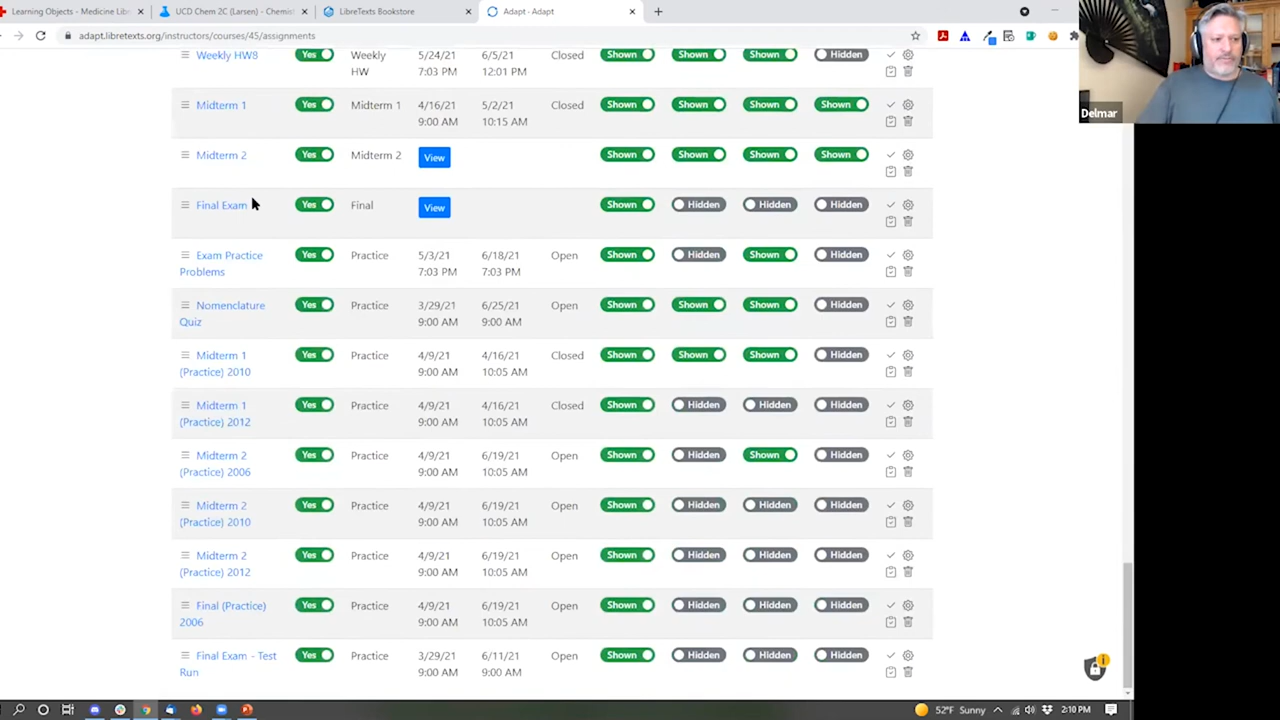 Learning Objects - Medicine Lib
UCD Chem 2C (Larsen) - Chemist
LibreTexts Bookstore
Adapt - Adapt
adapt.libretexts.org/instructors/courses/45/assignments
Weekly HW8 Yes Weekly HW 5/24/21 7:03 PM 6/5/21 12:01 PM Closed Shown Shown Shown Hidden
Delmar
Midterm 1 Yes Midterm 1 4/16/21 9:00 AM 5/2/21 10:15 AM Closed Shown Shown Shown Shown
Midterm 2 Yes Midterm 2 View Shown Shown Shown Shown
Final Exam Yes Final View Shown Hidden Hidden Hidden
Exam Practice Yes Practice 5/3/21 6/18/21 Open Shown Hidden Shown Hidden
Problems 7:03 PM 7:03 PM
Nomenclature Yes Practice 3/29/21 6/25/21 Open Shown Shown Shown Hidden
Quiz 9:00 AM 9:00 AM
Midterm 1 Yes Practice 4/9/21 4/16/21 Closed Shown Shown Shown Hidden
(Practice) 2010 9:00 AM 10:05 AM
Midterm 1 Yes Practice 4/9/21 4/16/21 Closed Shown Hidden Hidden Hidden
(Practice) 2012 9:00 AM 10:05 AM
Midterm 2 Yes Practice 4/9/21 6/19/21 Open Shown Hidden Shown Hidden
(Practice) 2006 9:00 AM 10:05 AM
Midterm 2 Yes Practice 4/9/21 6/19/21 Open Shown Hidden Hidden Hidden
(Practice) 2010 9:00 AM 10:05 AM
Midterm 2 Yes Practice 4/9/21 6/19/21 Open Shown Hidden Hidden Hidden
(Practice) 2012 9:00 AM 10:05 AM
Final (Practice) Yes Practice 4/9/21 6/19/21 Open Shown Hidden Hidden Hidden
2006 9:00 AM 10:05 AM
Final Exam - Test Yes Practice 3/29/21 6/11/21 Open Shown Hidden Hidden Hidden
Run 9:00 AM 9:00 AM
52°F Sunny 2:10 PM